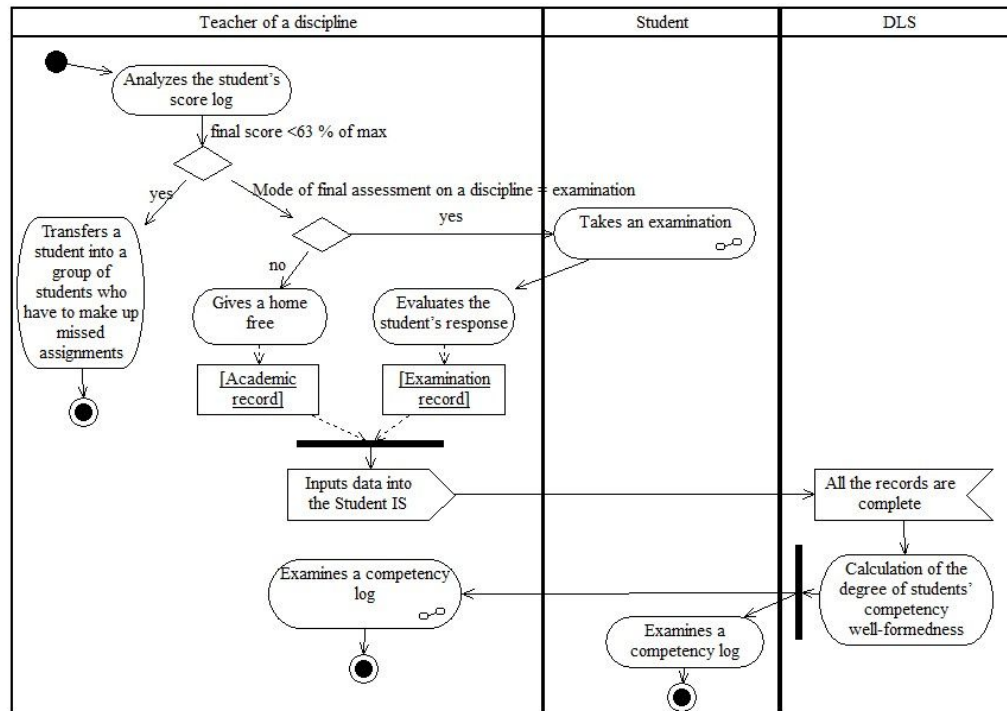 Teacher of a discipline
Student
DLS
Analyzes the student's
score log
final score <63 % of max
yes
Mode of final assessment on a discipline = examination
yes
Takes an examination
Transfers a
student into a
group of
students who
have to make up
missed
assignments
no
Gives a home
free
Evaluates the
student's response
[Academic
record]
[Examination
record]
Inputs data into
the Student IS
All the records are
complete
Examines a competency
log
Calculation of the
degree of students'
competency
well-formedness
Examines a
competency log